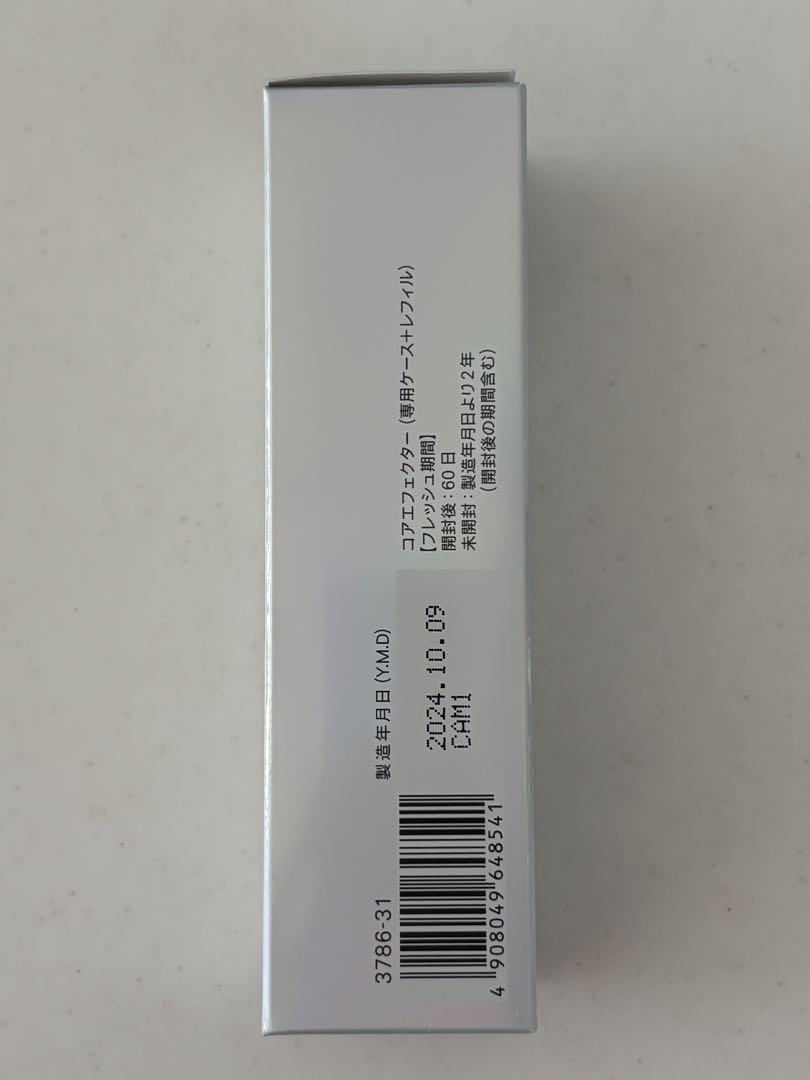 コアエフェクター（専用ケース＋レフィル）
【フレッシュ期間】
開封後：60 日
未開封：製造年月日より2年
（開封後の期間含む）
製造年月日 (Y.M.D)
2024.10.09
CAM1
3786-31
4 908049 648541